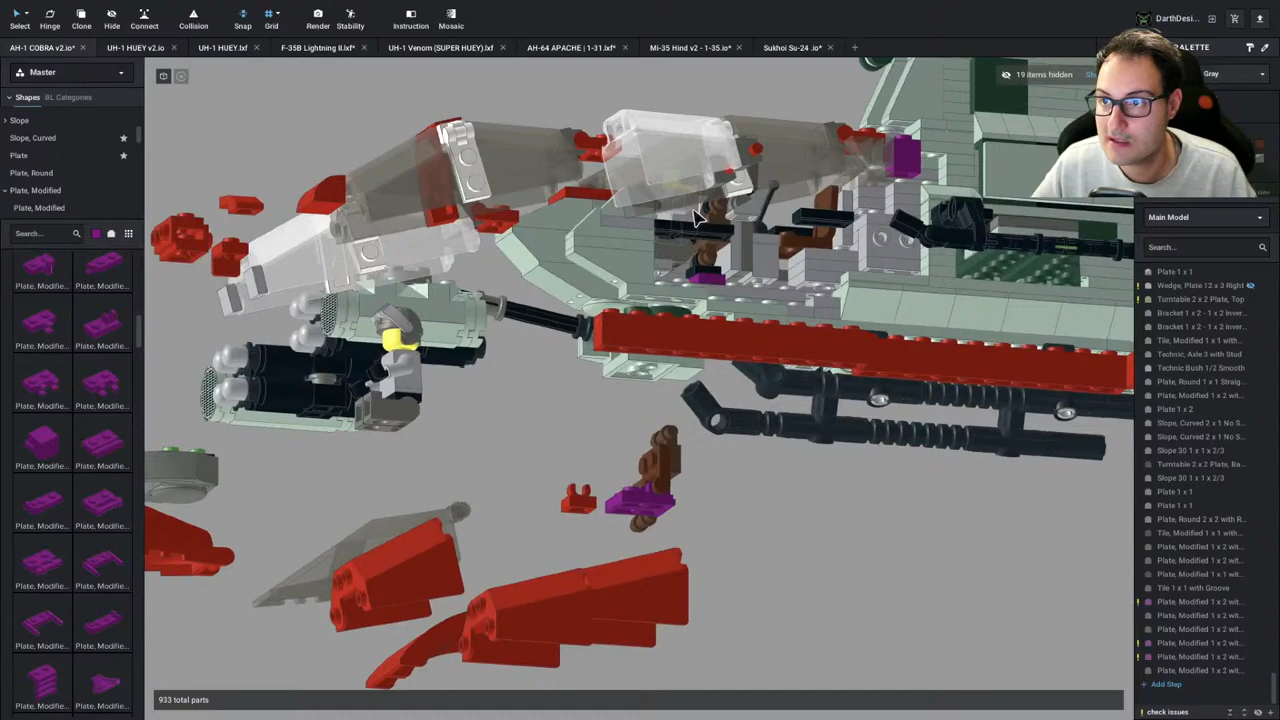 Select Hinge Clone Hide Connect Collision Snap Grid Render Stability Instruction Mosaic
DarthDesi...
AH-1 COBRA v2.io* × UH-1 HUEY v2.io × UH-1 HUEY.lxf × F-35B Lightning II.lxf* × UH-1 Venom (SUPER HUEY).lxf × AH-64 APACHE | 1-31.lxf* × Mi-35 Hind v2 - 1-35.io* × Sukhoi Su-24 .io* × +
PALETTE
Master
19 items hidden
Gray
Shapes BL Categories
Slope
Slope, Curved
Plate
Plate, Round
Plate, Modified
Plate, Modified
Search...
Main Model
Search...
Plate, Modifie... Plate, Modifie...
Plate, Modifie... Plate, Modifie...
Plate, Modifie... Plate, Modifie...
Plate, Modifie... Plate, Modifie...
Plate, Modifie... Plate, Modifie...
Plate, Modifie... Plate, Modifie...
Plate, Modifie... Plate, Modifie...
Plate, Modifie... Plate, Modifie...
Plate 1 x 1
Wedge, Plate 12 x 3 Right
Turntable 2 x 2 Plate, Top
Bracket 1 x 2 - 1 x 2 Inver...
Bracket 1 x 2 - 1 x 2 Inver...
Tile, Modified 1 x 1 with...
Technic, Axle 3 with Stud
Technic Bush 1/2 Smooth
Plate, Round 1 x 1 Straig...
Plate, Modified 1 x 2 wit...
Plate 1 x 2
Slope, Curved 2 x 1 No S...
Slope, Curved 2 x 1 No S...
Slope 30 1 x 1 x 2/3
Turntable 2 x 2 Plate, Ba...
Slope 30 1 x 1 x 2/3
Plate 1 x 1
Plate 1 x 1
Plate, Round 2 x 2 with R...
Tile, Modified 1 x 1 with...
Plate, Modified 1 x 2 wit...
Plate, Modified 1 x 2 wit...
Plate, Modified 1 x 1 wit...
Tile 1 x 1 with Groove
Plate, Modified 1 x 2 wit...
Plate, Modified 1 x 2 wit...
Plate, Modified 1 x 2 wit...
Plate, Modified 1 x 2 wit...
Plate, Modified 1 x 2 wit...
Plate, Modified 1 x 2 wit...
+ Add Step
933 total parts
check issues